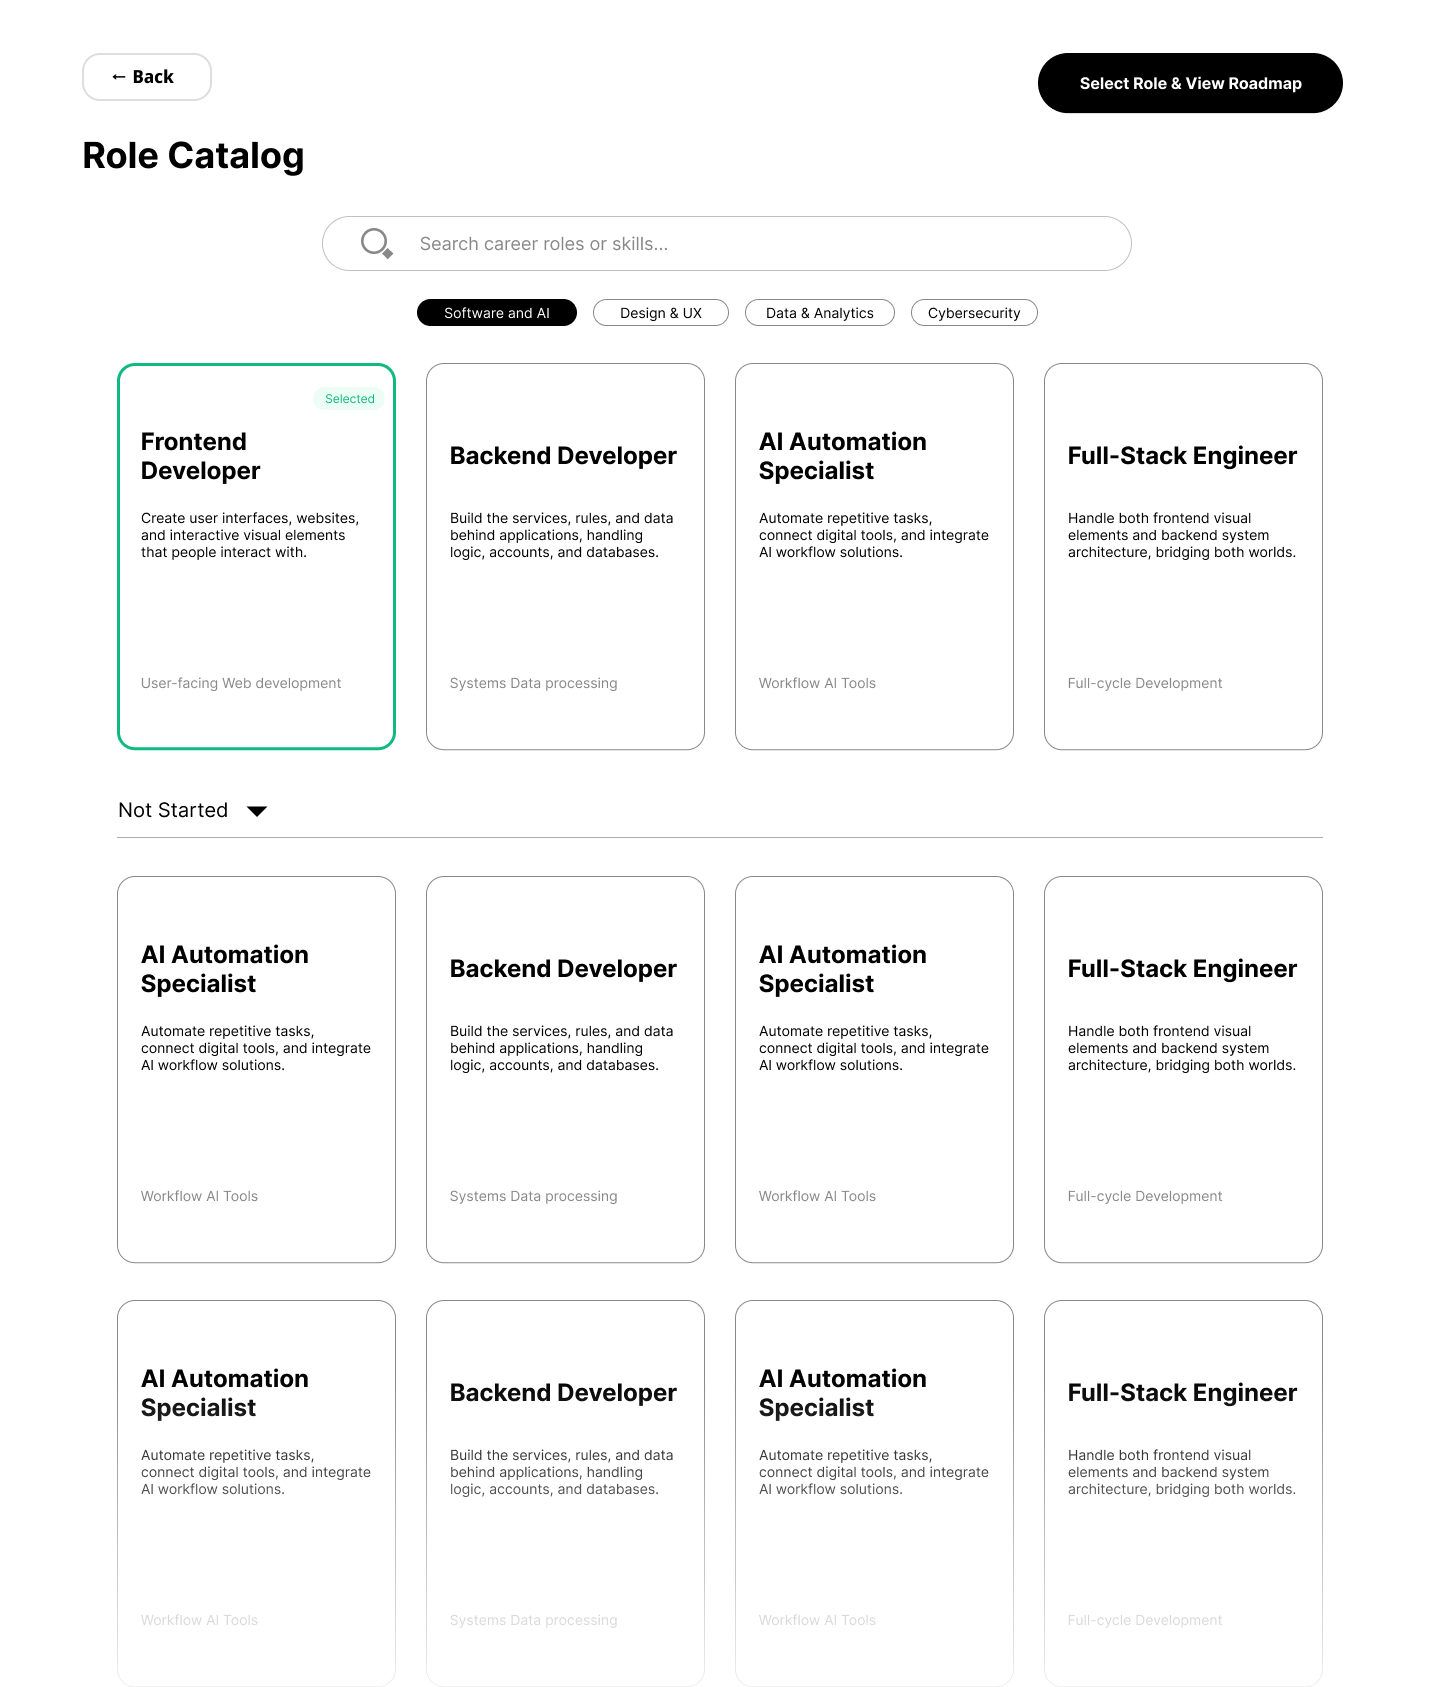 ← Back
Select Role & View Roadmap
Role Catalog
Search career roles or skills...
Software and AI
Design & UX
Data & Analytics
Cybersecurity
Selected
Frontend
Developer
Create user interfaces, websites,
and interactive visual elements
that people interact with.
User-facing Web development
Backend Developer
Build the services, rules, and data
behind applications, handling
logic, accounts, and databases.
Systems Data processing
AI Automation
Specialist
Automate repetitive tasks,
connect digital tools, and integrate
AI workflow solutions.
Workflow AI Tools
Full-Stack Engineer
Handle both frontend visual
elements and backend system
architecture, bridging both worlds.
Full-cycle Development
Not Started
AI Automation
Specialist
Automate repetitive tasks,
connect digital tools, and integrate
AI workflow solutions.
Workflow AI Tools
Backend Developer
Build the services, rules, and data
behind applications, handling
logic, accounts, and databases.
Systems Data processing
AI Automation
Specialist
Automate repetitive tasks,
connect digital tools, and integrate
AI workflow solutions.
Workflow AI Tools
Full-Stack Engineer
Handle both frontend visual
elements and backend system
architecture, bridging both worlds.
Full-cycle Development
AI Automation
Specialist
Automate repetitive tasks,
connect digital tools, and integrate
AI workflow solutions.
Workflow AI Tools
Backend Developer
Build the services, rules, and data
behind applications, handling
logic, accounts, and databases.
Systems Data processing
AI Automation
Specialist
Automate repetitive tasks,
connect digital tools, and integrate
AI workflow solutions.
Workflow AI Tools
Full-Stack Engineer
Handle both frontend visual
elements and backend system
architecture, bridging both worlds.
Full-cycle Development